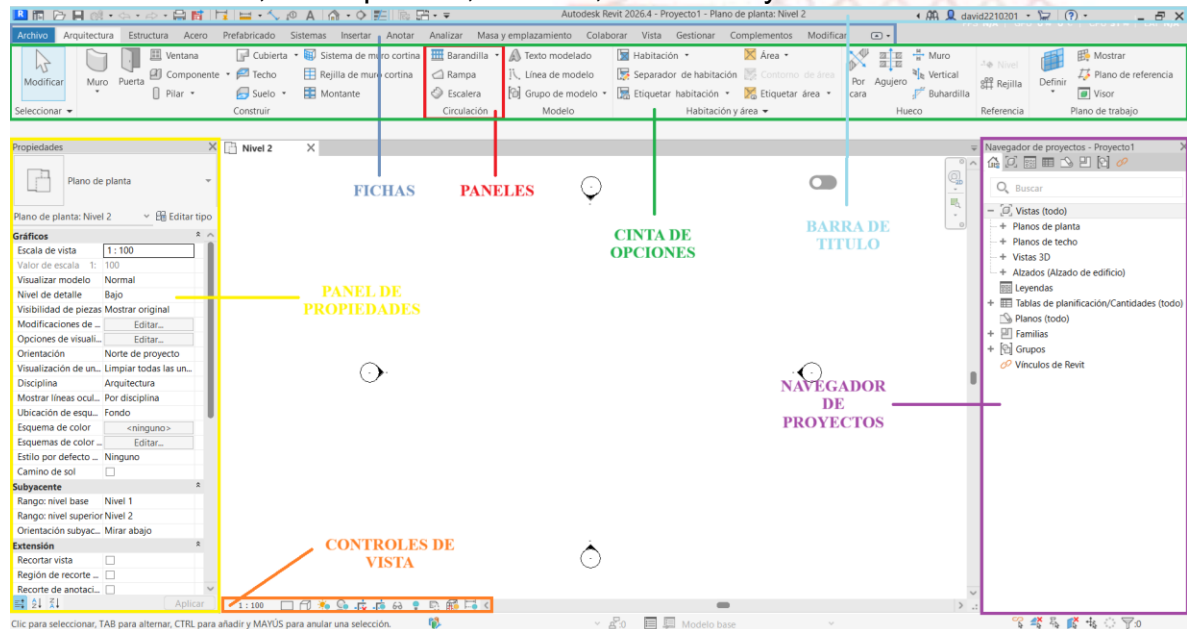 Autodesk Revit 2026.4 - Proyecto1 - Plano de planta: Nivel 2
david2210201
Archivo Arquitectura Estructura Acero Prefabricado Sistemas Insertar Anotar Analizar Masa y emplazamiento Colaborar Vista Gestionar Complementos Modificar
Modificar
Muro
Puerta
Ventana
Componente
Pilar
Cubierta
Techo
Suelo
Sistema de muro cortina
Rejilla de muro cortina
Montante
Barandilla
Rampa
Escalera
Texto modelado
Línea de modelo
Grupo de modelo
Habitación
Separador de habitación
Etiquetar habitación
Área
Contorno de área
Etiquetar área
Por cara
Agujero
Muro
Vertical
Buhardilla
Nivel
Rejilla
Definir
Mostrar
Plano de referencia
Visor
Seleccionar Construir Circulación Modelo Habitación y área Hueco Referencia Plano de trabajo
Propiedades
Plano de planta
Plano de planta: Nivel 2 Editar tipo
Gráficos
Escala de vista 1 : 100
Valor de escala 1: 100
Visualizar modelo Normal
Nivel de detalle Bajo
Visibilidad de piezas Mostrar original
Modificaciones de ... Editar...
Opciones de visuali... Editar...
Orientación Norte de proyecto
Visualización de un... Limpiar todas las un...
Disciplina Arquitectura
Mostrar líneas ocul... Por disciplina
Ubicación de esqu... Fondo
Esquema de color <ninguno>
Esquemas de color ... Editar...
Estilo por defecto ... Ninguno
Camino de sol
Subyacente
Rango: nivel base Nivel 1
Rango: nivel superior Nivel 2
Orientación subyac... Mirar abajo
Extensión
Recortar vista
Región de recorte ...
Recorte de anotaci...
Aplicar
Nivel 2
FICHAS
PANELES
CINTA DE
OPCIONES
BARRA DE
TITULO
PANEL DE
PROPIEDADES
NAVEGADOR
DE
PROYECTOS
CONTROLES DE
VISTA
Navegador de proyectos - Proyecto1
Buscar
Vistas (todo)
Planos de planta
Planos de techo
Vistas 3D
Alzados (Alzado de edificio)
Leyendas
Tablas de planificación/Cantidades (todo)
Planos (todo)
Familias
Grupos
Vínculos de Revit
1 : 100
Clic para seleccionar, TAB para alternar, CTRL para añadir y MAYÚS para anular una selección.
:0
Modelo base
:0